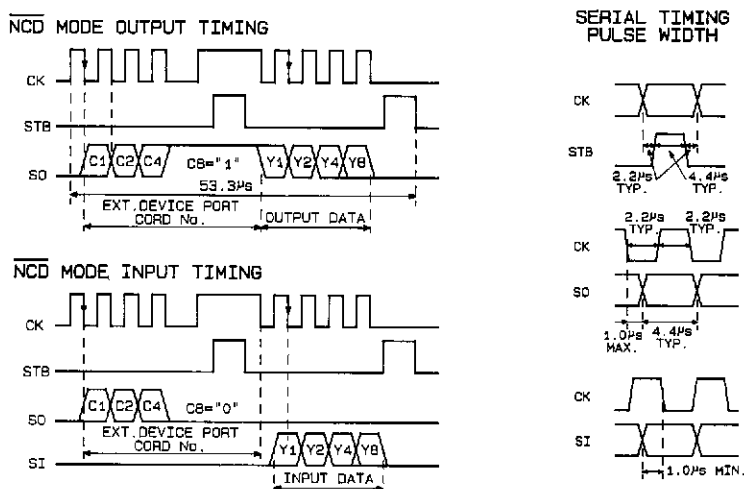 NCD MODE OUTPUT TIMING
CK
STB
SO
C1 C2 C4 C8="1" Y1 Y2 Y4 Y8
53.3µs
EXT.DEVICE PORT
CORD No.
OUTPUT DATA
NCD MODE INPUT TIMING
CK
STB
SO
C1 C2 C4 C8="0"
EXT.DEVICE PORT
CORD No.
SI
Y1 Y2 Y4 Y8
INPUT DATA
SERIAL TIMING
PULSE WIDTH
CK
STB
2.2µs 4.4µs
TYP. TYP.
2.2µs 2.2µs
TYP. TYP.
CK
SO
1.0µs 4.4µs
MAX. TYP.
CK
SI
1.0µs MIN.